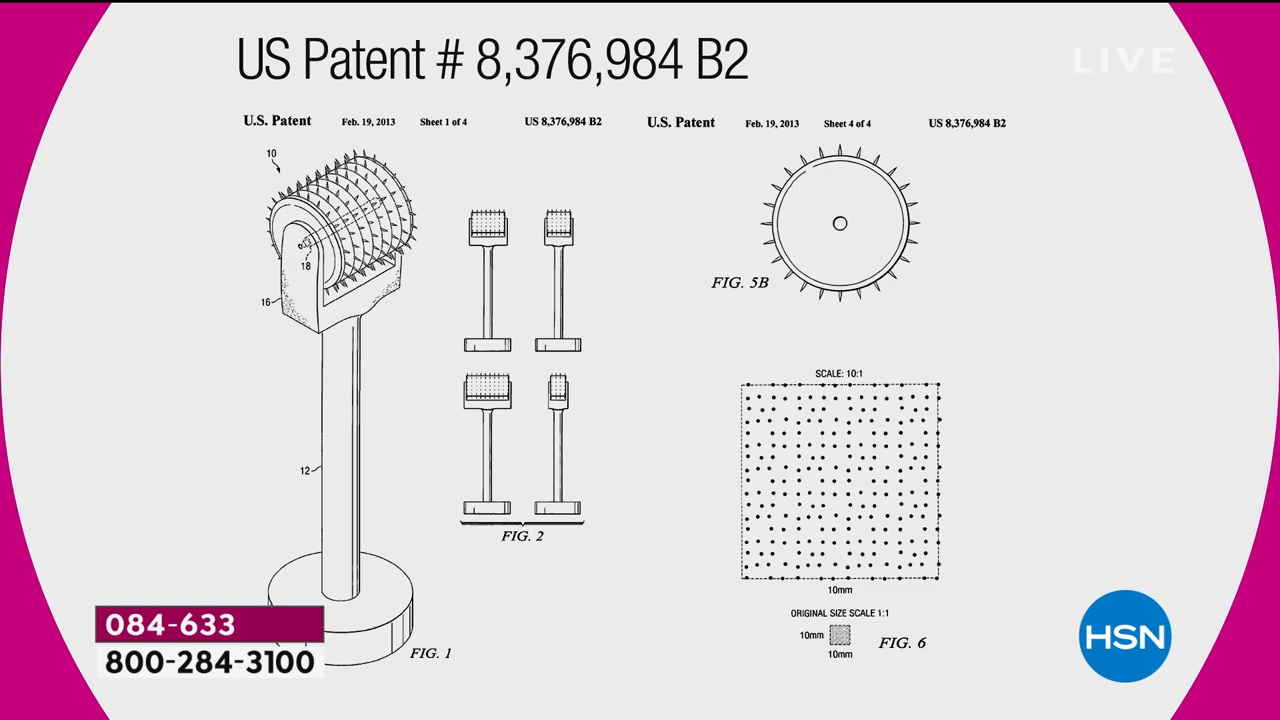 US Patent # 8,376,984 B2
LIVE
U.S. Patent Feb. 19, 2013 Sheet 1 of 4 US 8,376,984 B2
U.S. Patent Feb. 19, 2013 Sheet 4 of 4 US 8,376,984 B2
10
18
16
12
FIG. 1
FIG. 2
FIG. 5B
SCALE: 10:1
10mm
ORIGINAL SIZE SCALE 1:1
10mm
10mm
FIG. 6
084-633
800-284-3100
HSN